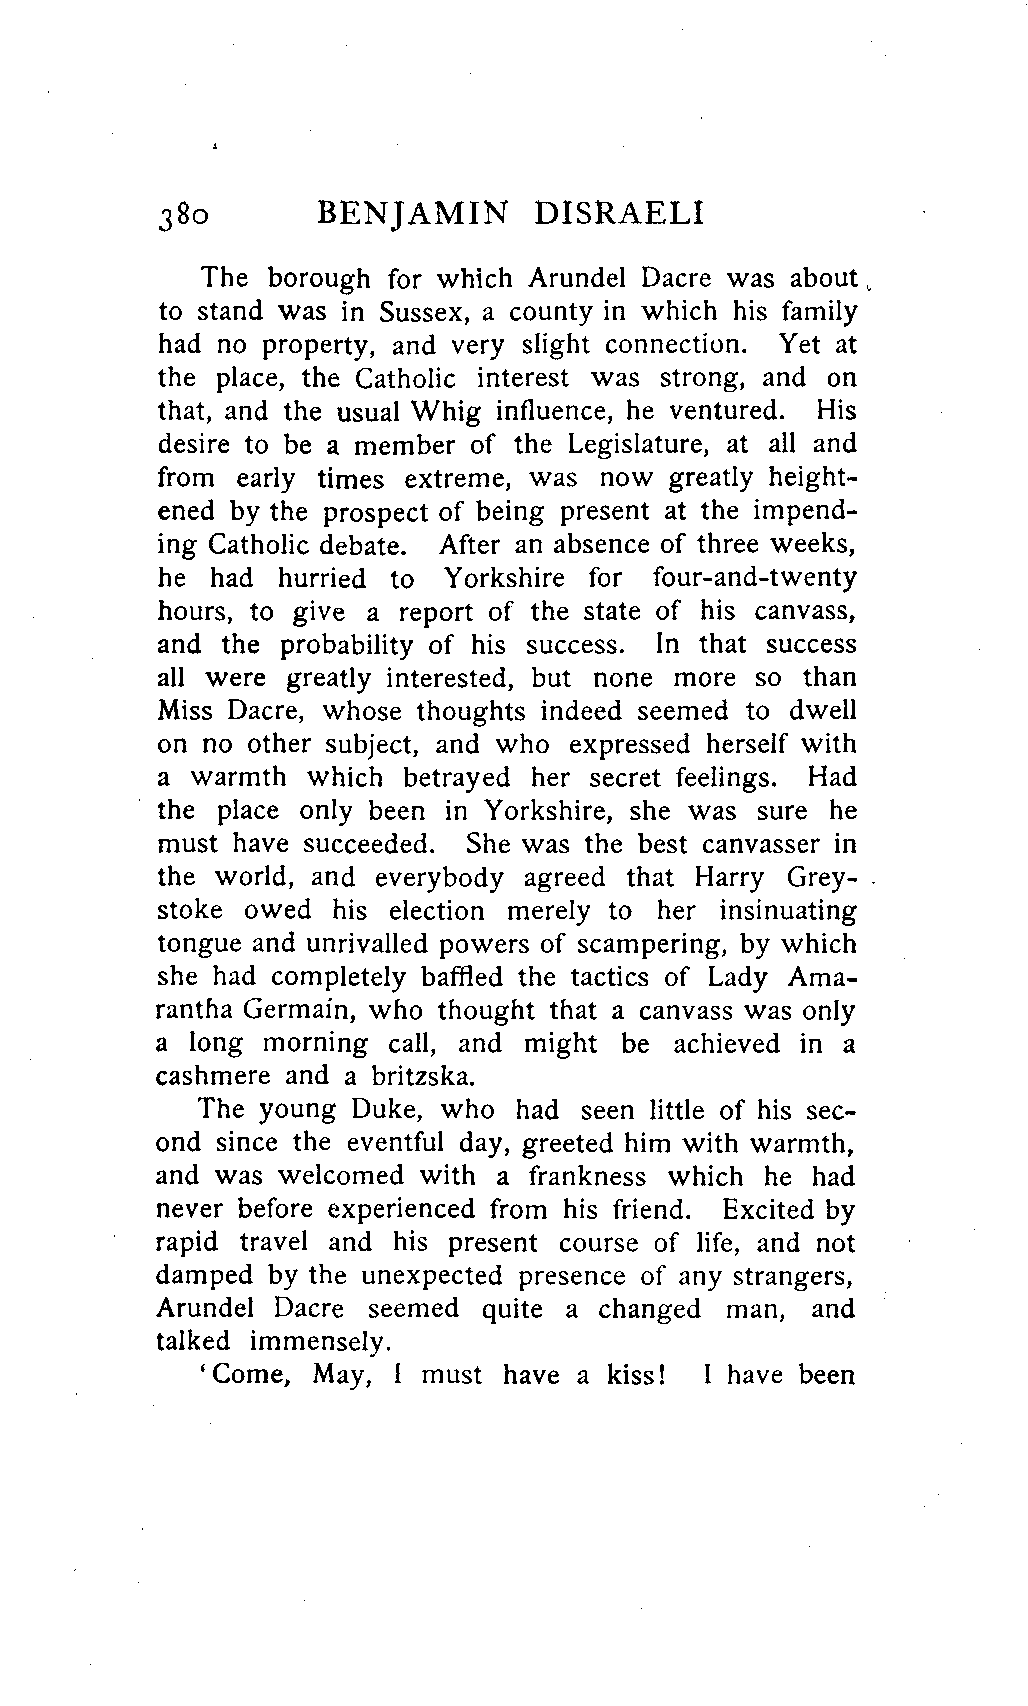 380 BENJAMIN DISRAELI
The borough for which Arundel Dacre was about
to stand was in Sussex, a county in which his family
had no property, and very slight connection. Yet at
the place, the Catholic interest was strong, and on
that, and the usual Whig influence, he ventured. His
desire to be a member of the Legislature, at all and
from early times extreme, was now greatly height-
ened by the prospect of being present at the impend-
ing Catholic debate. After an absence of three weeks,
he had hurried to Yorkshire for four-and-twenty
hours, to give a report of the state of his canvass,
and the probability of his success. In that success
all were greatly interested, but none more so than
Miss Dacre, whose thoughts indeed seemed to dwell
on no other subject, and who expressed herself with
a warmth which betrayed her secret feelings. Had
the place only been in Yorkshire, she was sure he
must have succeeded. She was the best canvasser in
the world, and everybody agreed that Harry Grey-
stoke owed his election merely to her insinuating
tongue and unrivalled powers of scampering, by which
she had completely baffled the tactics of Lady Ama-
rantha Germain, who thought that a canvass was only
a long morning call, and might be achieved in a
cashmere and a britzska.
The young Duke, who had seen little of his sec-
ond since the eventful day, greeted him with warmth,
and was welcomed with a frankness which he had
never before experienced from his friend. Excited by
rapid travel and his present course of life, and not
damped by the unexpected presence of any strangers,
Arundel Dacre seemed quite a changed man, and
talked immensely.
‘Come, May, I must have a kiss! I have been